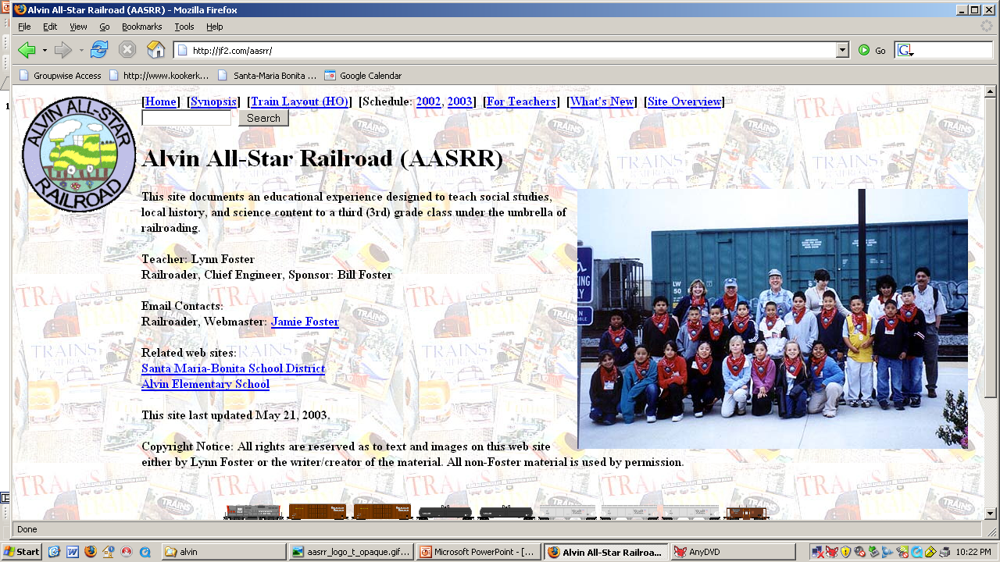 Alvin All-Star Railroad (AASRR) - Mozilla Firefox
File Edit View Go Bookmarks Tools Help
http://jf2.com/aasrr/
Go
G
Groupwise Access http://www.kookerk... Santa-Maria Bonita ... Google Calendar
ALVIN ALL-STAR RAILROAD
[Home] [Synopsis] [Train Layout (HO)] [Schedule: 2002, 2003] [For Teachers] [What's New] [Site Overview]
Search
Alvin All-Star Railroad (AASRR)
This site documents an educational experience designed to teach social studies,
local history, and science content to a third (3rd) grade class under the umbrella of
railroading.
Teacher: Lynn Foster
Railroader, Chief Engineer, Sponsor: Bill Foster
Email Contacts:
Railroader, Webmaster: Jamie Foster
Related web sites:
Santa Maria-Bonita School District
Alvin Elementary School
This site last updated May 21, 2003.
Copyright Notice: All rights are reserved as to text and images on this web site
either by Lynn Foster or the writer/creator of the material. All non-Foster material is used by permission.
Done
Start alvin aasrr_logo_t_opaque.gif... Microsoft PowerPoint - [... Alvin All-Star Railroa... AnyDVD 10:22 PM